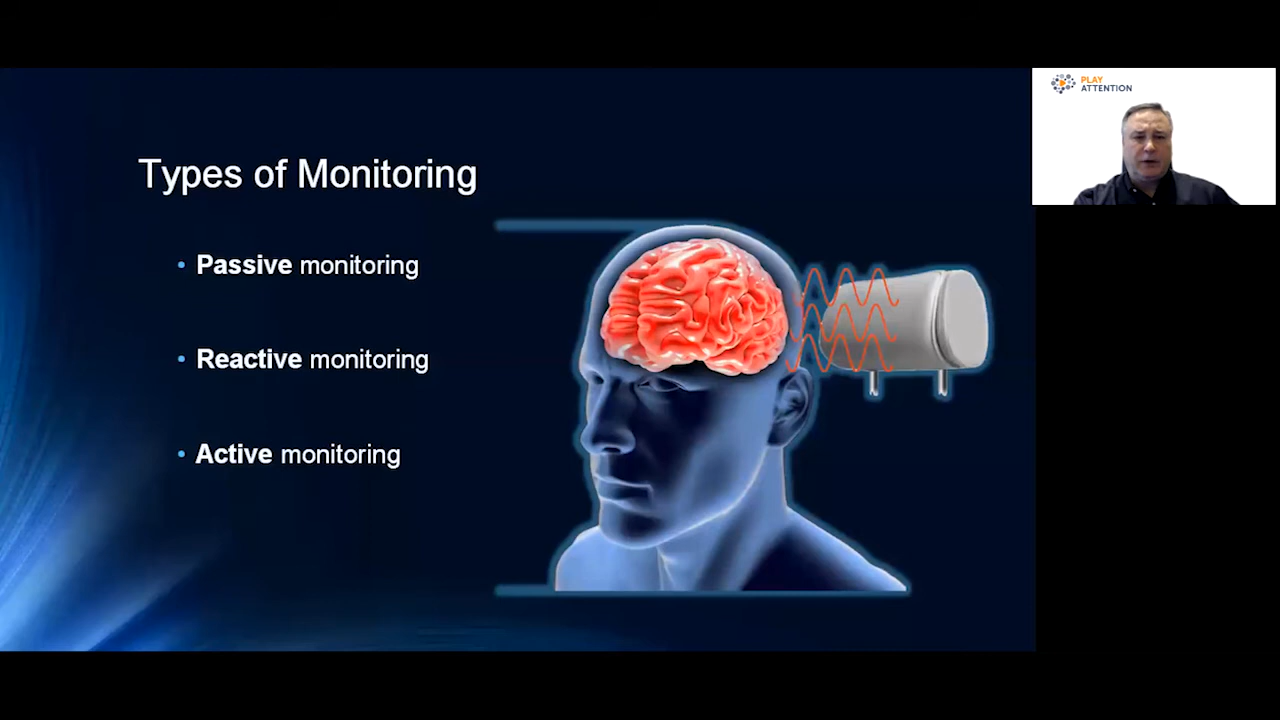 Types of Monitoring
• Passive monitoring
• Reactive monitoring
• Active monitoring
PLAY
ATTENTION